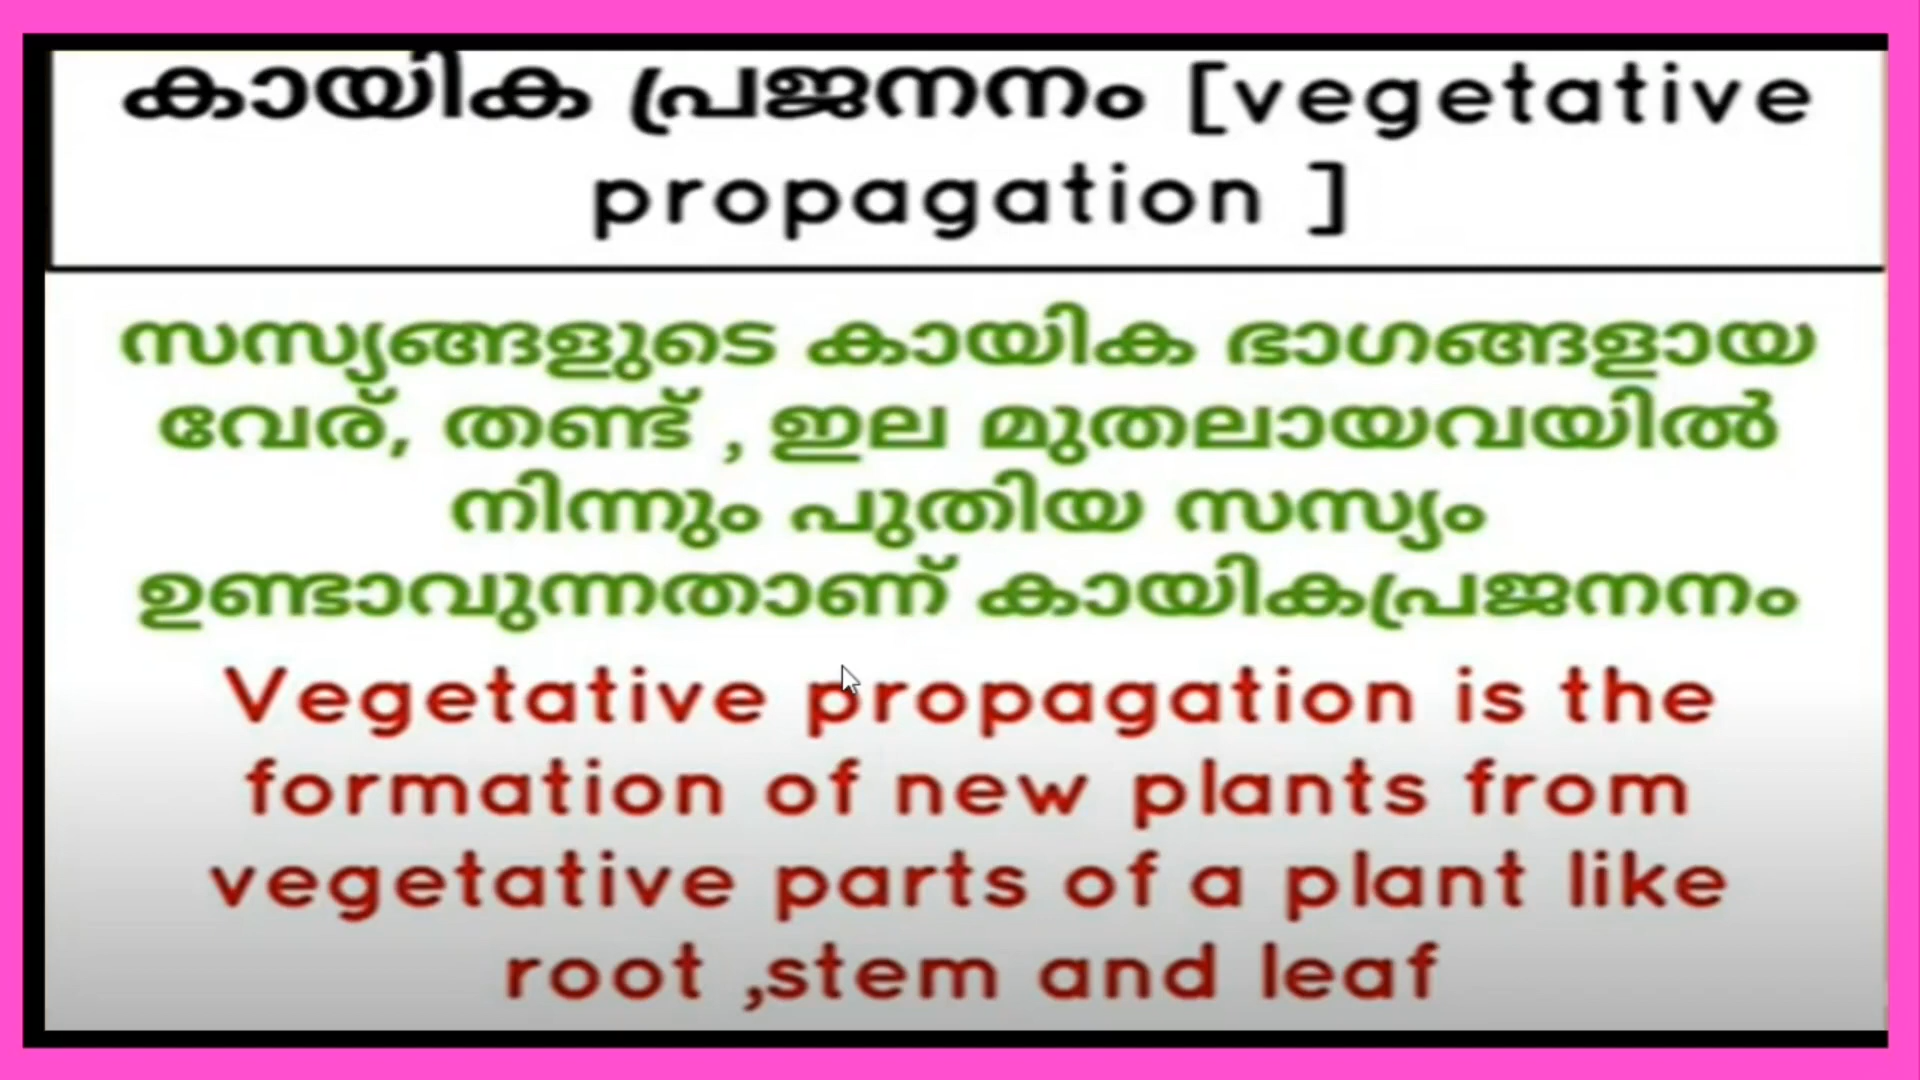 കായിക പ്രജനനം [vegetative
propagation ]
സസ്യങ്ങളുടെ കായിക ഭാഗങ്ങളായ
വേര്, തണ്ട് , ഇല മുതലായവയിൽ
നിന്നും പുതിയ സസ്യം
ഉണ്ടാവുന്നതാണ് കായികപ്രജനനം
Vegetative propagation is the
formation of new plants from
vegetative parts of a plant like
root ,stem and leaf